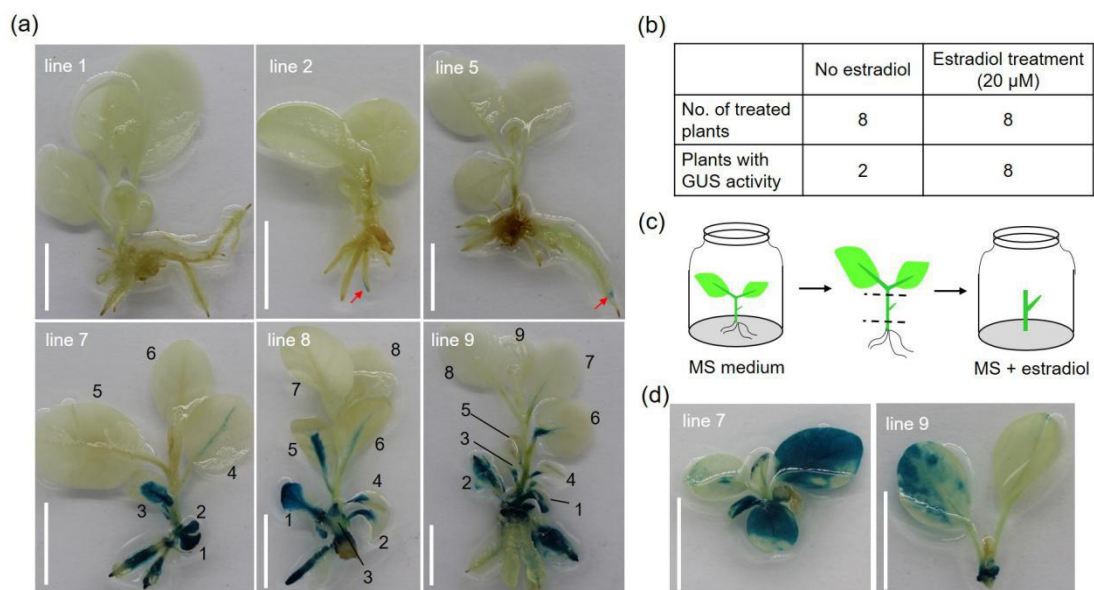 (a)
line 1
line 2
line 5
line 7
6
5
4
3
2
1
line 8
8
7
5
6
4
1
2
3
line 9
9
8
7
5
6
3
4
2
1
(b)
No estradiol
Estradiol treatment
(20 µM)
No. of treated
plants
8
8
Plants with
GUS activity
2
8
(c)
MS medium
MS + estradiol
(d)
line 7
line 9